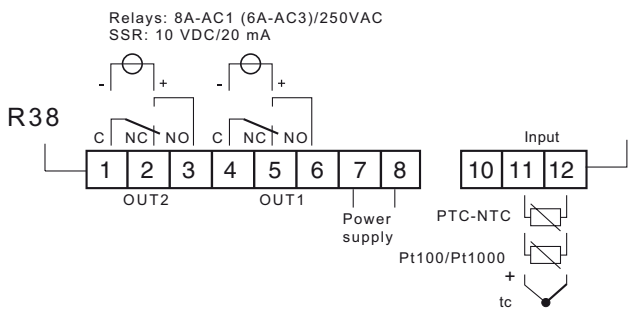 Relays: 8A-AC1 (6A-AC3)/250VAC
SSR: 10 VDC/20 mA
- + - +
R38
C NC NO C NC NO Input
1 2 3 4 5 6 7 8 10 11 12
OUT2 OUT1
Power
supply
PTC-NTC
Pt100/Pt1000
+ -
tc